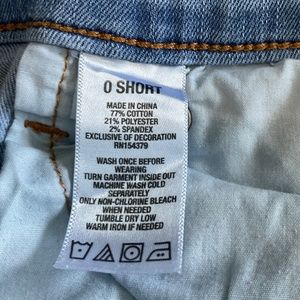 0 SHORT
MADE IN CHINA
77% COTTON
21% POLYESTER
2% SPANDEX
EXCLUSIVE OF DECORATION
RN154379
WASH ONCE BEFORE
WEARING
TURN GARMENT INSIDE OUT
MACHINE WASH COLD
SEPARATELY
ONLY NON-CHLORINE BLEACH
WHEN NEEDED
TUMBLE DRY LOW
WARM IRON IF NEEDED